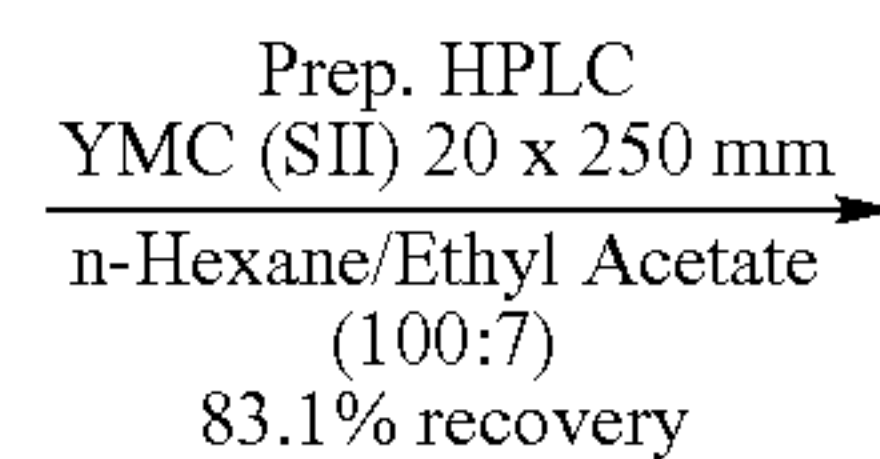 Prep. HPLC
YMC (SII) 20 x 250 mm
n-Hexane/Ethyl Acetate
(100:7)
83.1% recovery